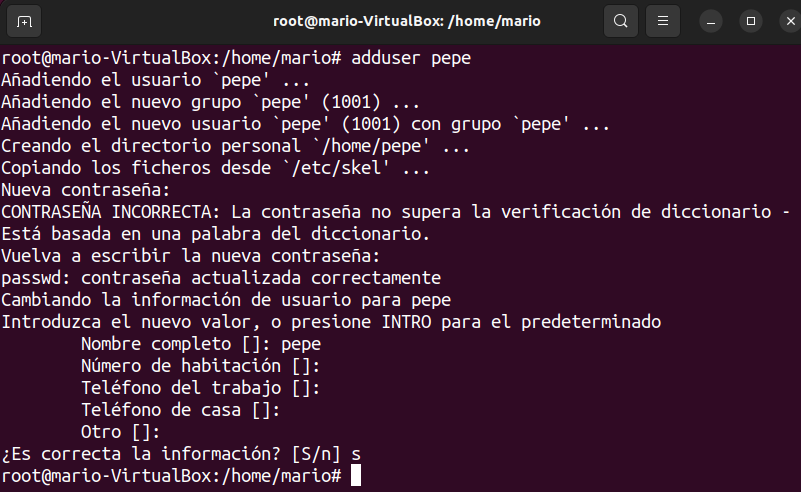 root@mario-VirtualBox: /home/mario
root@mario-VirtualBox:/home/mario# adduser pepe
Añadiendo el usuario `pepe' ...
Añadiendo el nuevo grupo `pepe' (1001) ...
Añadiendo el nuevo usuario `pepe' (1001) con grupo `pepe' ...
Creando el directorio personal `/home/pepe' ...
Copiando los ficheros desde `/etc/skel' ...
Nueva contraseña:
CONTRASEÑA INCORRECTA: La contraseña no supera la verificación de diccionario -
Está basada en una palabra del diccionario.
Vuelva a escribir la nueva contraseña:
passwd: contraseña actualizada correctamente
Cambiando la información de usuario para pepe
Introduzca el nuevo valor, o presione INTRO para el predeterminado
Nombre completo []: pepe
Número de habitación []:
Teléfono del trabajo []:
Teléfono de casa []:
Otro []:
¿Es correcta la información? [S/n] s
root@mario-VirtualBox:/home/mario#